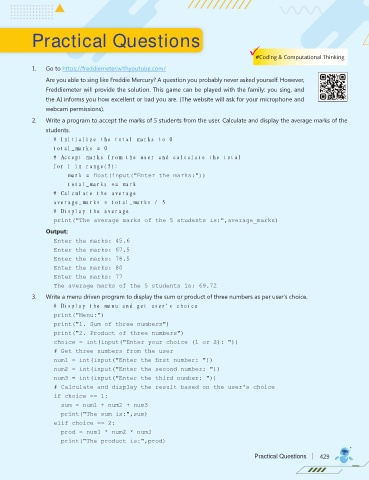 Practical Questions
#Coding & Computational Thinking
1. Go to https://freddiemeter.withyoutube.com/
Are you able to sing like Freddie Mercury? A question you probably never asked yourself. However,
Freddiemeter will provide the solution. This game can be played with the family: you sing, and
the AI informs you how excellent or bad you are. (The website will ask for your microphone and
webcam permissions).
2. Write a program to accept the marks of 5 students from the user. Calculate and display the average marks of the
students.
# Initialize the total marks to 0
total_marks = 0
# Accept marks from the user and calculate the total
for i in range(5):
mark = float(input("Enter the marks:"))
total_marks += mark
# Calculate the average
average_marks = total_marks / 5
# Display the average
print("The average marks of the 5 students is:",average_marks)
Output:
Enter the marks: 45.6
Enter the marks: 67.5
Enter the marks: 78.5
Enter the marks: 80
Enter the marks: 77
The average marks of the 5 students is: 69.72
3. Write a menu driven program to display the sum or product of three numbers as per user's choice.
# Display the menu and get user's choice
print("Menu:")
print("1. Sum of three numbers")
print("2. Product of three numbers")
choice = int(input("Enter your choice (1 or 2): "))
# Get three numbers from the user
num1 = int(input("Enter the first number: "))
num2 = int(input("Enter the second number: "))
num3 = int(input("Enter the third number: "))
# Calculate and display the result based on the user's choice
if choice == 1:
sum = num1 + num2 + num3
print("The sum is:",sum)
elif choice == 2:
prod = num1 * num2 * num3
print("The product is:",prod)
Practical Questions | 429